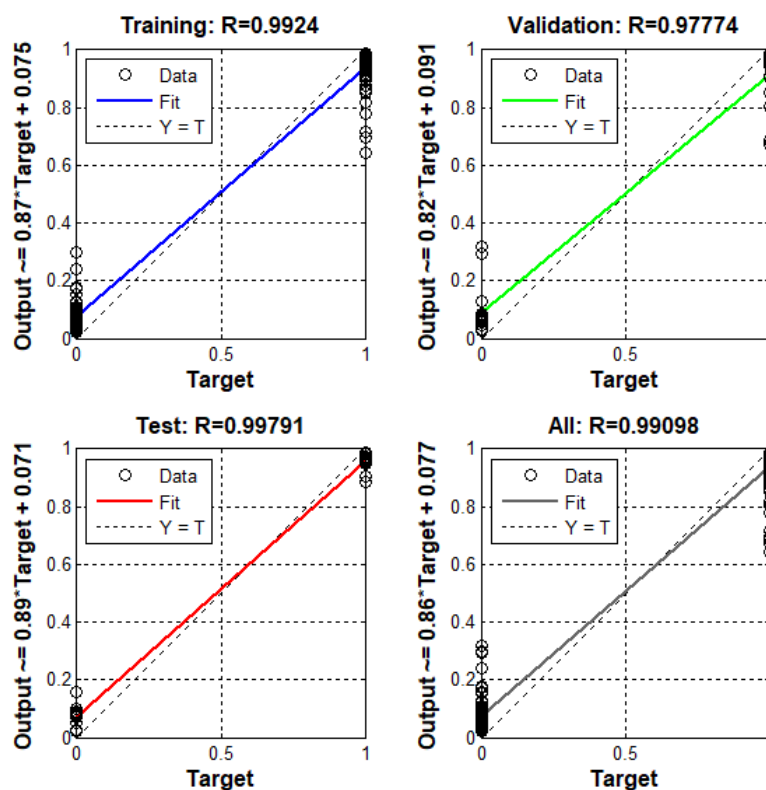 Training: R=0.9924
Output ~= 0.87*Target + 0.075
1
0.8
0.6
0.4
0.2
0
Data
Fit
Y = T
0
0.5
1
Target
Validation: R=0.97774
Output ~= 0.82*Target + 0.091
1
0.8
0.6
0.4
0.2
0
Data
Fit
Y = T
0
0.5
Target
Test: R=0.99791
Output ~= 0.89*Target + 0.071
1
0.8
0.6
0.4
0.2
0
Data
Fit
Y = T
0
0.5
1
Target
All: R=0.99098
Output ~= 0.86*Target + 0.077
1
0.8
0.6
0.4
0.2
0
Data
Fit
Y = T
0
0.5
Target